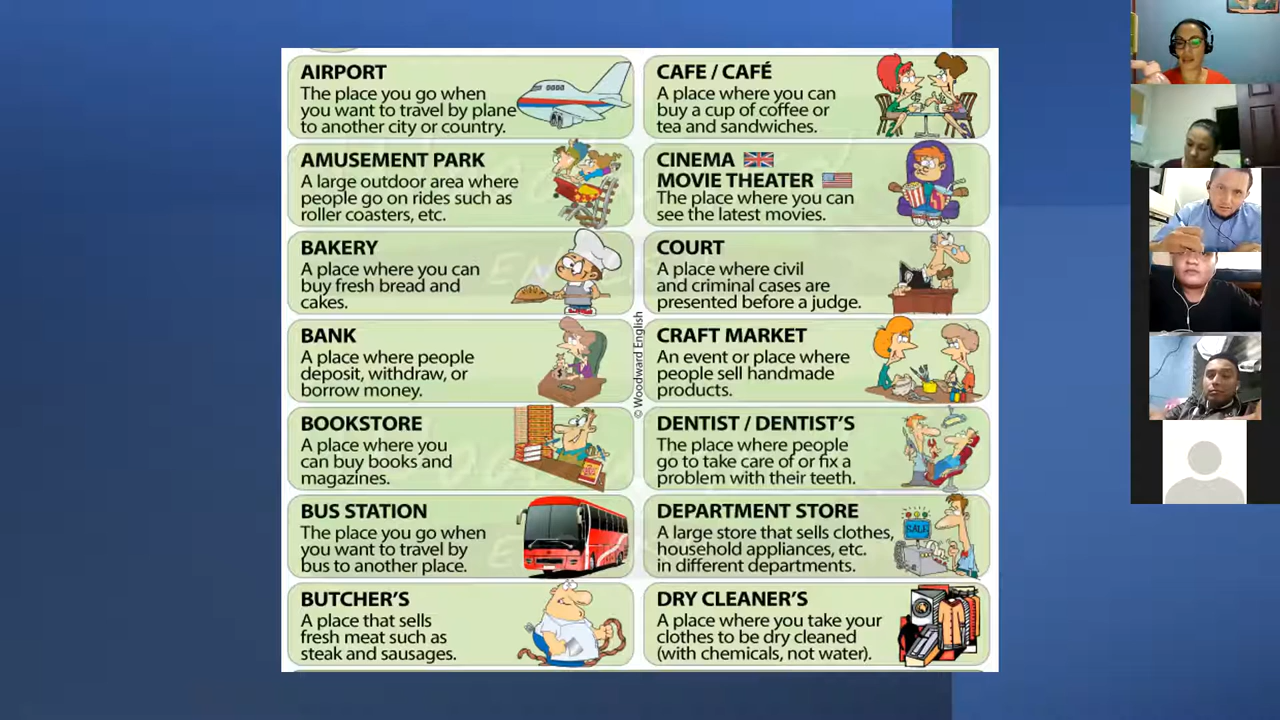 AIRPORT
The place you go when
you want to travel by plane
to another city or country.
AMUSEMENT PARK
A large outdoor area where
people go on rides such as
roller coasters, etc.
BAKERY
A place where you can
buy fresh bread and
cakes.
BANK
A place where people
deposit, withdraw, or
borrow money.
BOOKSTORE
A place where you
can buy books and
magazines.
BUS STATION
The place you go when
you want to travel by
bus to another place.
BUTCHER'S
A place that sells
fresh meat such as
steak and sausages.
© Woodward English
CAFE / CAFÉ
A place where you can
buy a cup of coffee or
tea and sandwiches.
CINEMA
MOVIE THEATER
The place where you can
see the latest movies.
COURT
A place where civil
and criminal cases are
presented before a judge.
CRAFT MARKET
An event or place where
people sell handmade
products.
DENTIST / DENTIST'S
The place where people
go to take care of or fix a
problem with their teeth.
DEPARTMENT STORE
A large store that sells clothes,
household appliances, etc.
in different departments.
SALE
DRY CLEANER'S
A place where you take your
clothes to be dry cleaned
(with chemicals, not water).